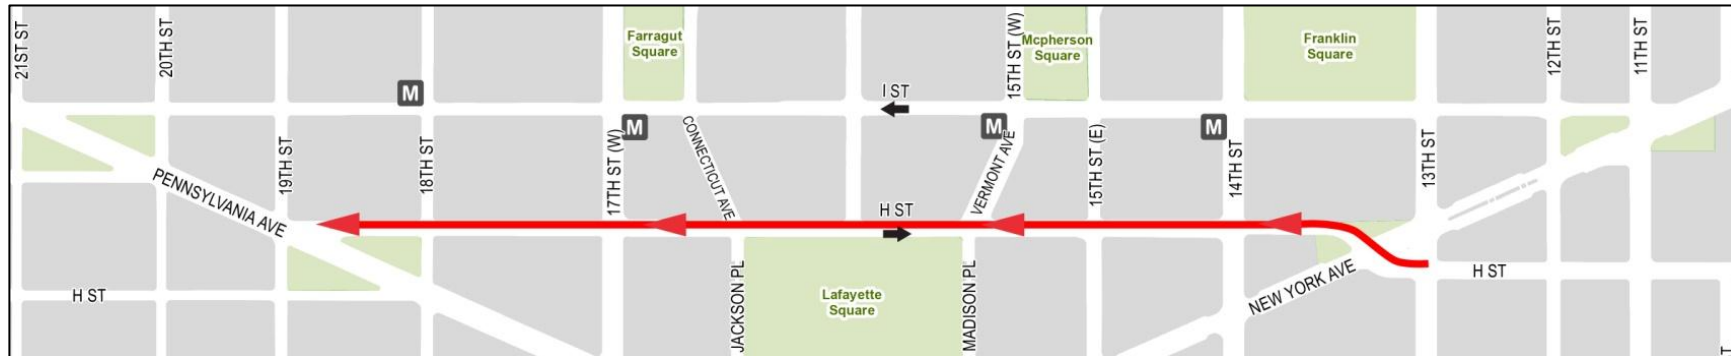 21ST ST
20TH ST
Farragut
Square
15TH ST (W)
Mcpherson
Square
Franklin
Square
12TH ST
11TH ST
M
I ST
M
M
M
19TH ST
18TH ST
17TH ST (W)
CONNECTICUT AVE
VERMONT AVE
15TH ST (E)
14TH ST
13TH ST
PENNSYLVANIA AVE
H ST
H ST
H ST
JACKSON PL
Lafayette
Square
MADISON PL
NEW YORK AVE
T